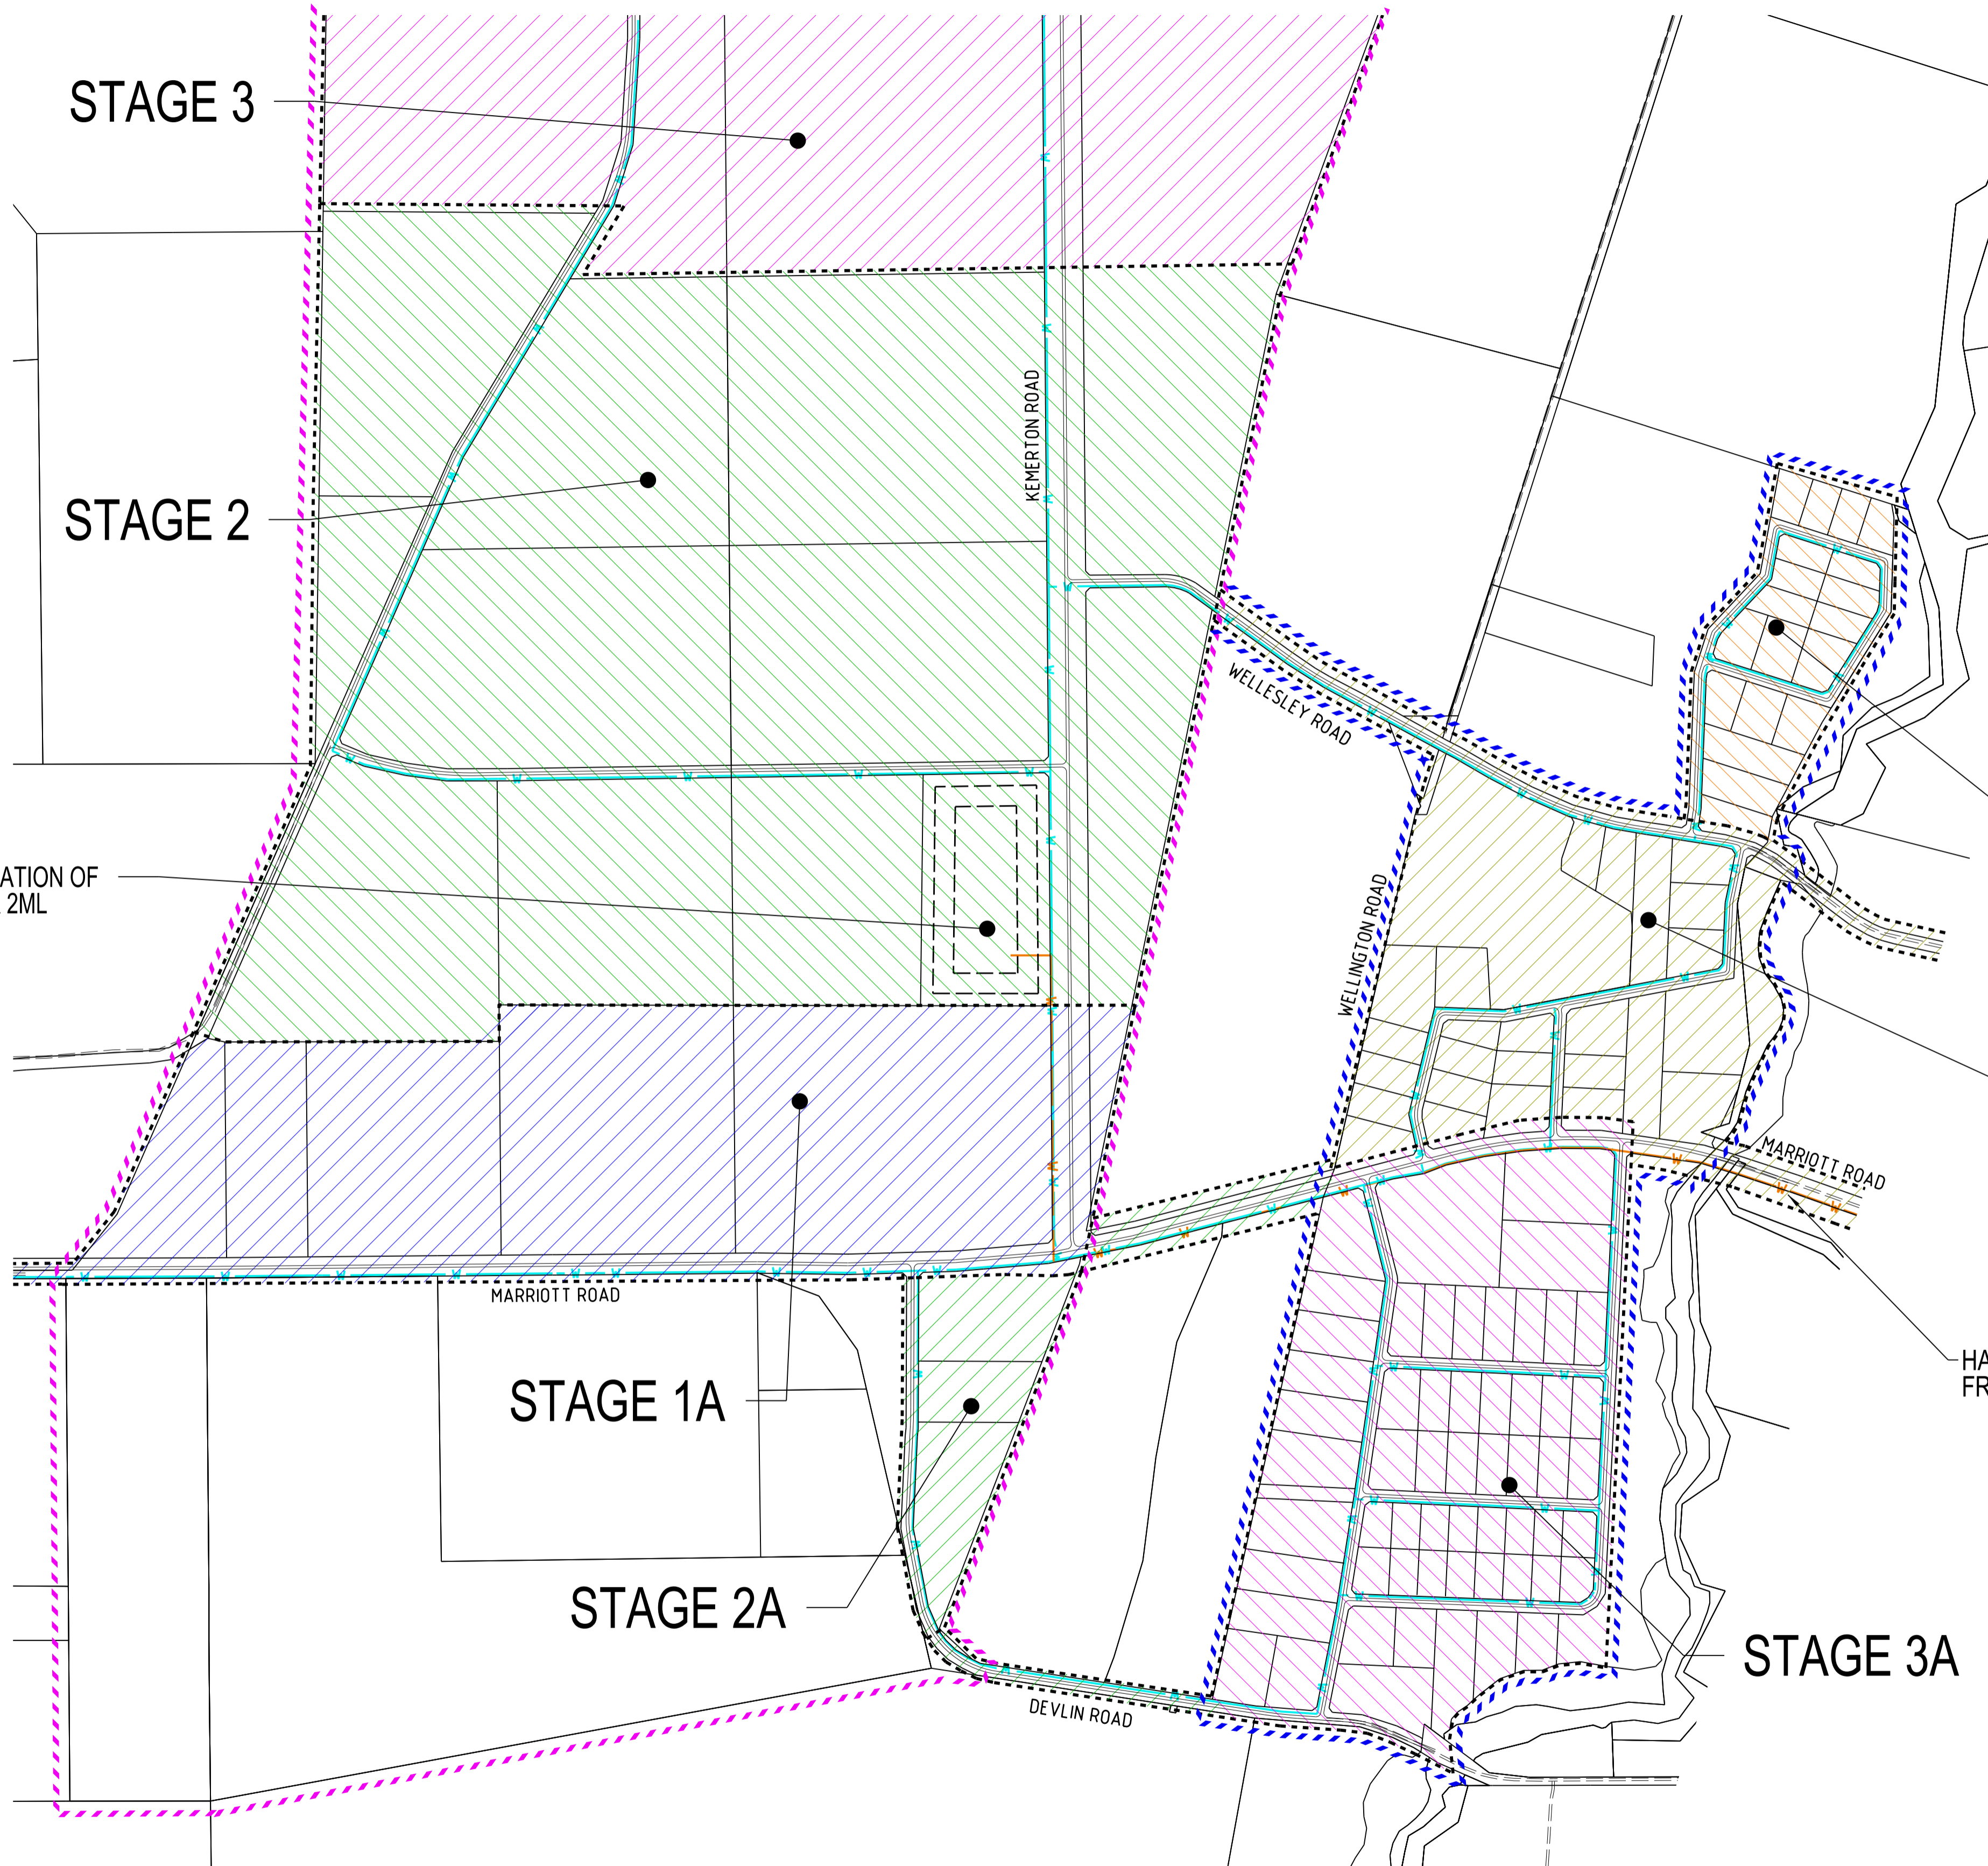 STAGE 3
KEMERTON ROAD
STAGE 2
WELLESLEY ROAD
ATION OF
2ML
WELLINGTON ROAD
MARRIOTT ROAD
MARRIOTT ROAD
HA
FR
STAGE 1A
STAGE 2A
STAGE 3A
DEVLIN ROAD